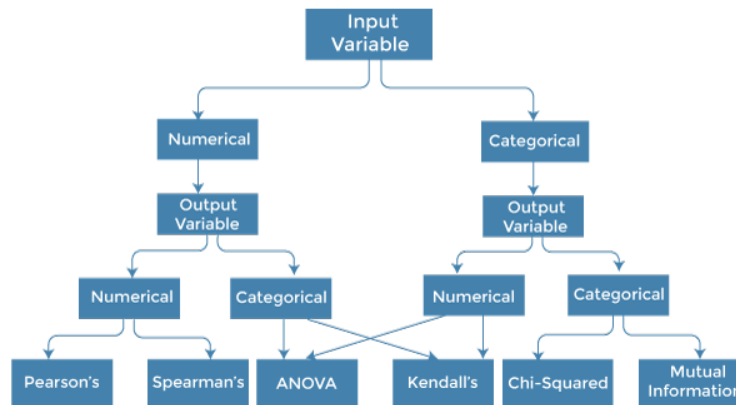 Input
Variable
Numerical
Categorical
Output
Variable
Output
Variable
Numerical
Categorical
Numerical
Categorical
Pearson's
Spearman's
ANOVA
Kendall's
Chi-Squared
Mutual
Information